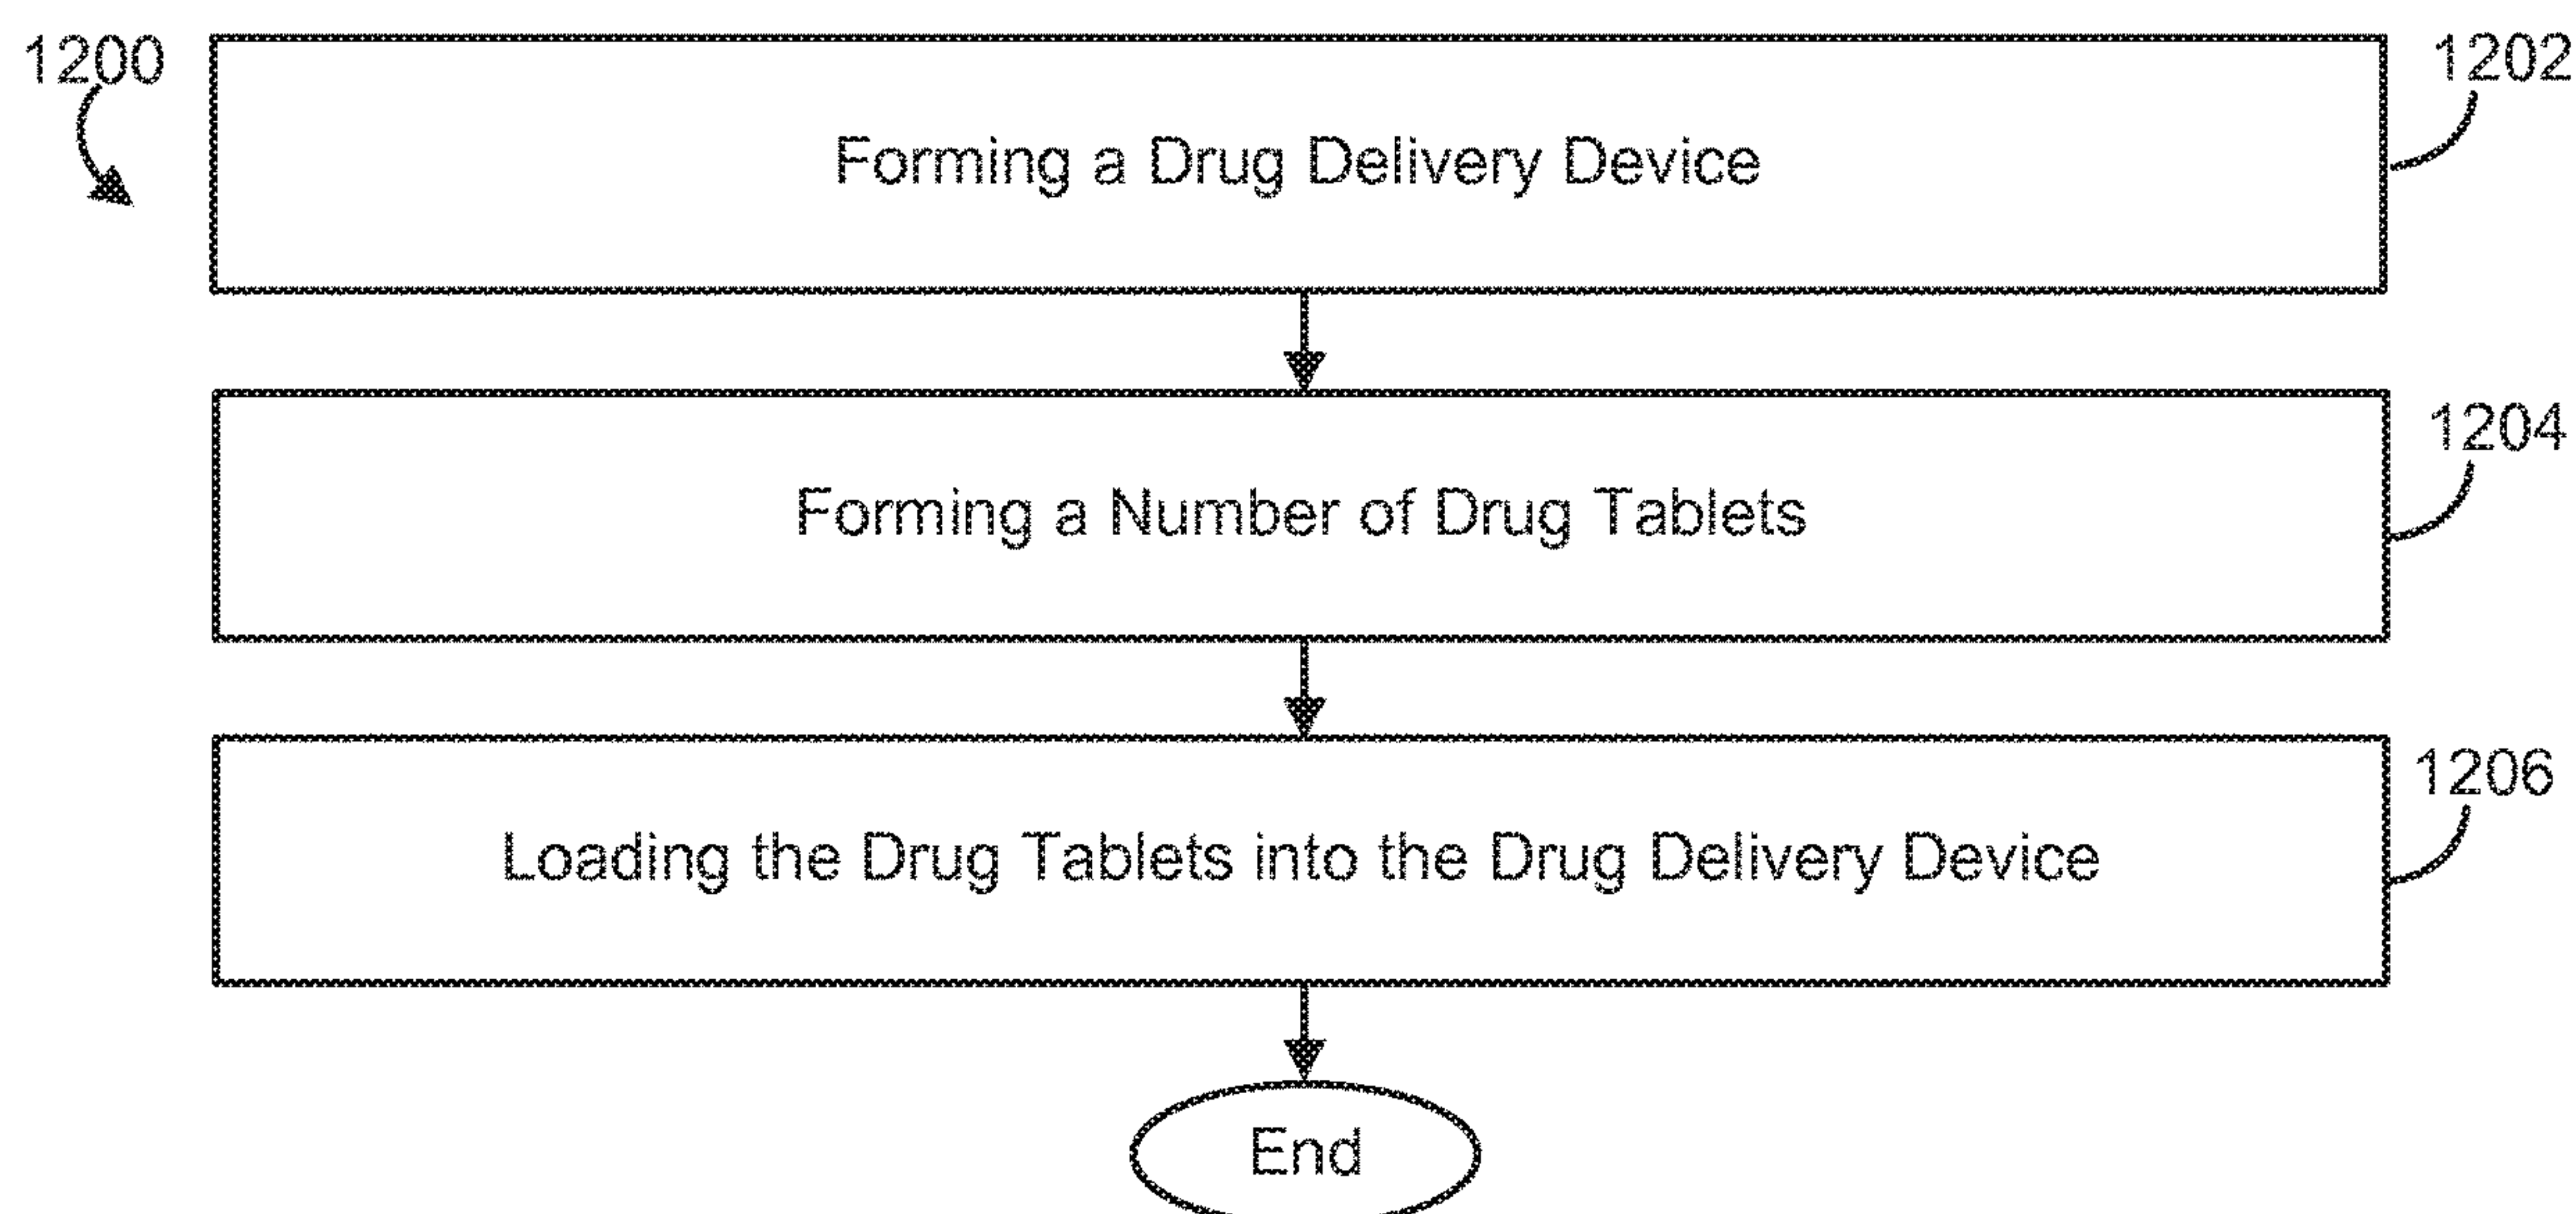 1200
1202
Forming a Drug Delivery Device
1204
Forming a Number of Drug Tablets
1206
Loading the Drug Tablets into the Drug Delivery Device
End